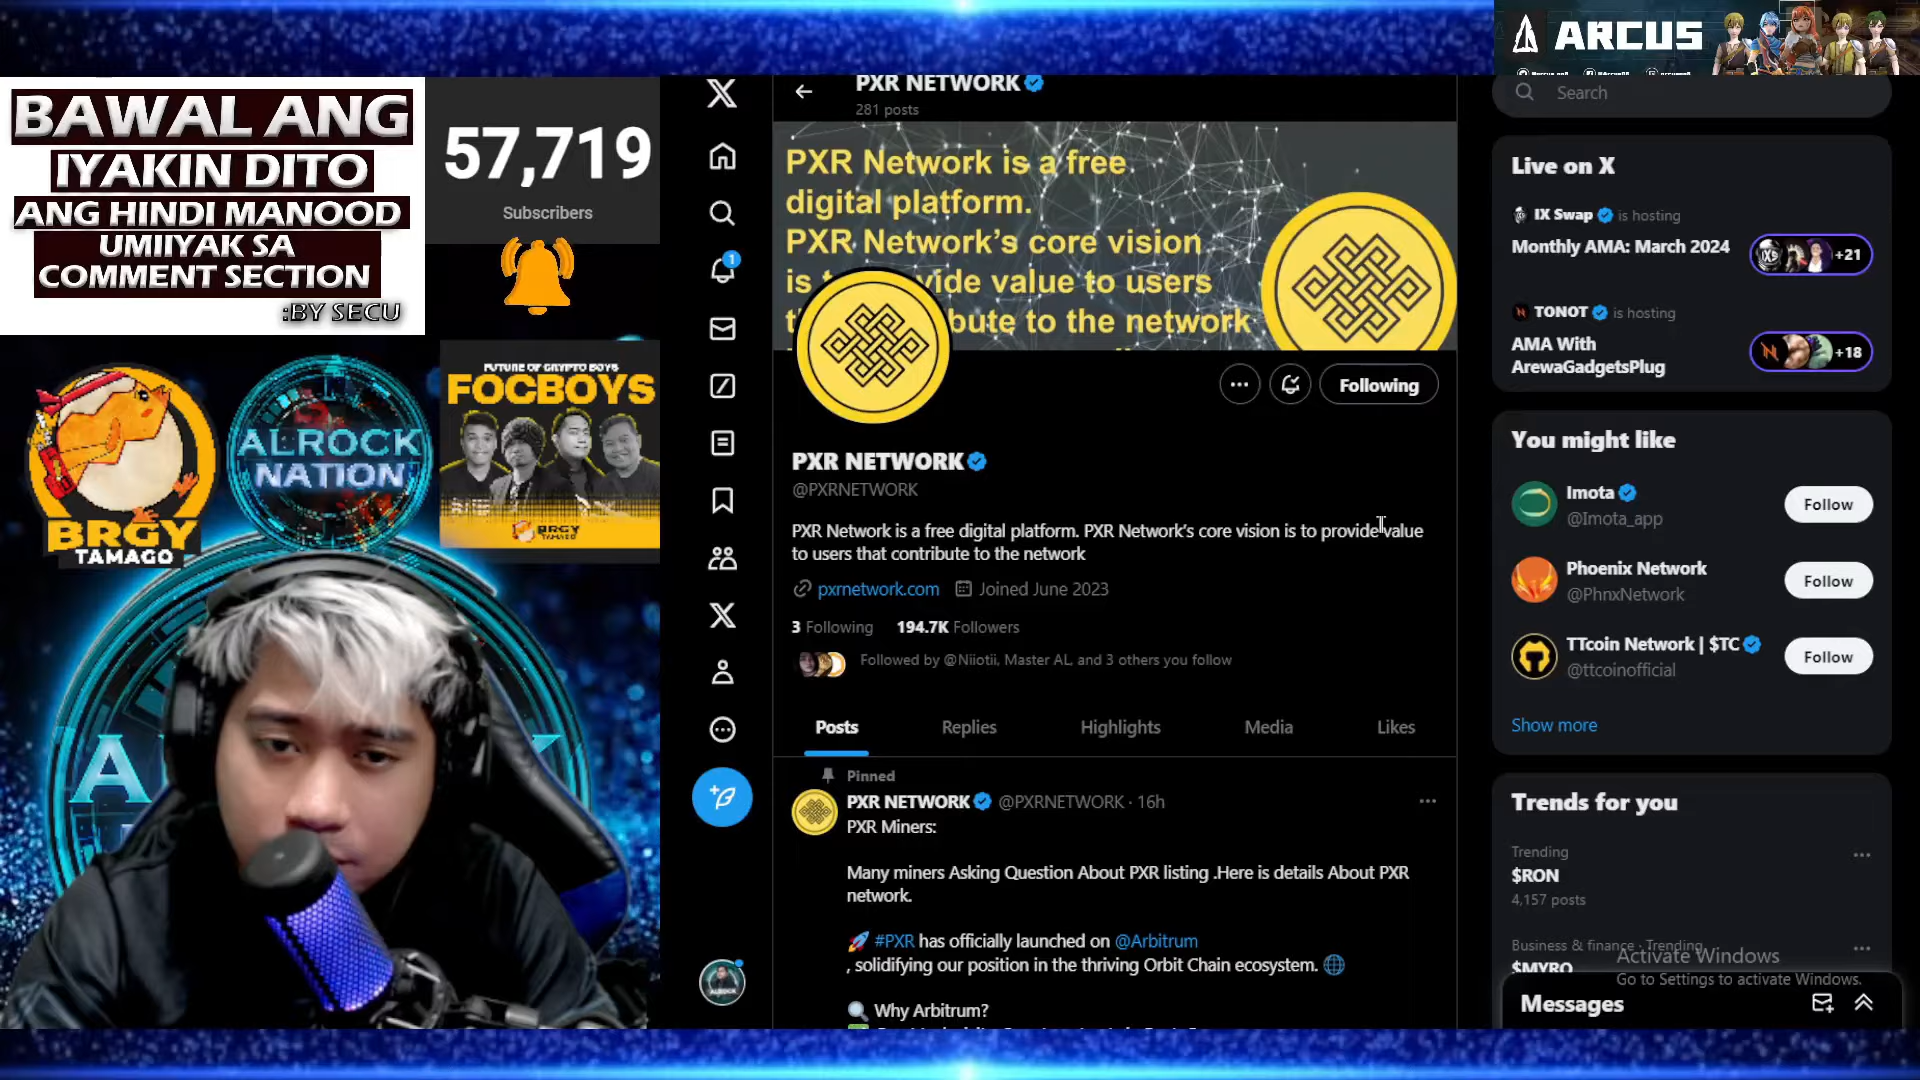 ARCUS
BAWAL ANG
IYAKIN DITO
ANG HINDI MANOOD
UMIIYAK SA
COMMENT SECTION
:BY SECU
57,719
Subscribers
BRGY
TAMAGO
ALROCK
NATION
FUTURE OF CRYPTO BOYS
FOCBOYS
BRGY
TAMAGO
1
PXR NETWORK
281 posts
PXR Network is a free
digital platform.
PXR Network's core vision
is vide value to users
bute to the network
Following
PXR NETWORK
@PXRNETWORK
PXR Network is a free digital platform. PXR Network's core vision is to provide value
to users that contribute to the network
pxrnetwork.com Joined June 2023
3 Following 194.7K Followers
Followed by @Niiotii, Master AL, and 3 others you follow
Posts Replies Highlights Media Likes
Pinned
PXR NETWORK @PXRNETWORK · 16h
PXR Miners:
Many miners Asking Question About PXR listing .Here is details About PXR
network.
🚀 #PXR has officially launched on @Arbitrum
, solidifying our position in the thriving Orbit Chain ecosystem. 🌐
🔍 Why Arbitrum?
Search
Live on X
IX Swap is hosting
Monthly AMA: March 2024
+21
TONOT is hosting
AMA With
ArewaGadgetsPlug
+18
You might like
Imota
@Imota_app
Follow
Phoenix Network
@PhnxNetwork
Follow
TTcoin Network | $TC
@ttcoinofficial
Follow
Show more
Trends for you
Trending
$RON
4,157 posts
Business & finance · Trending
$MYRO
Activate Windows
Go to Settings to activate Windows.
Messages